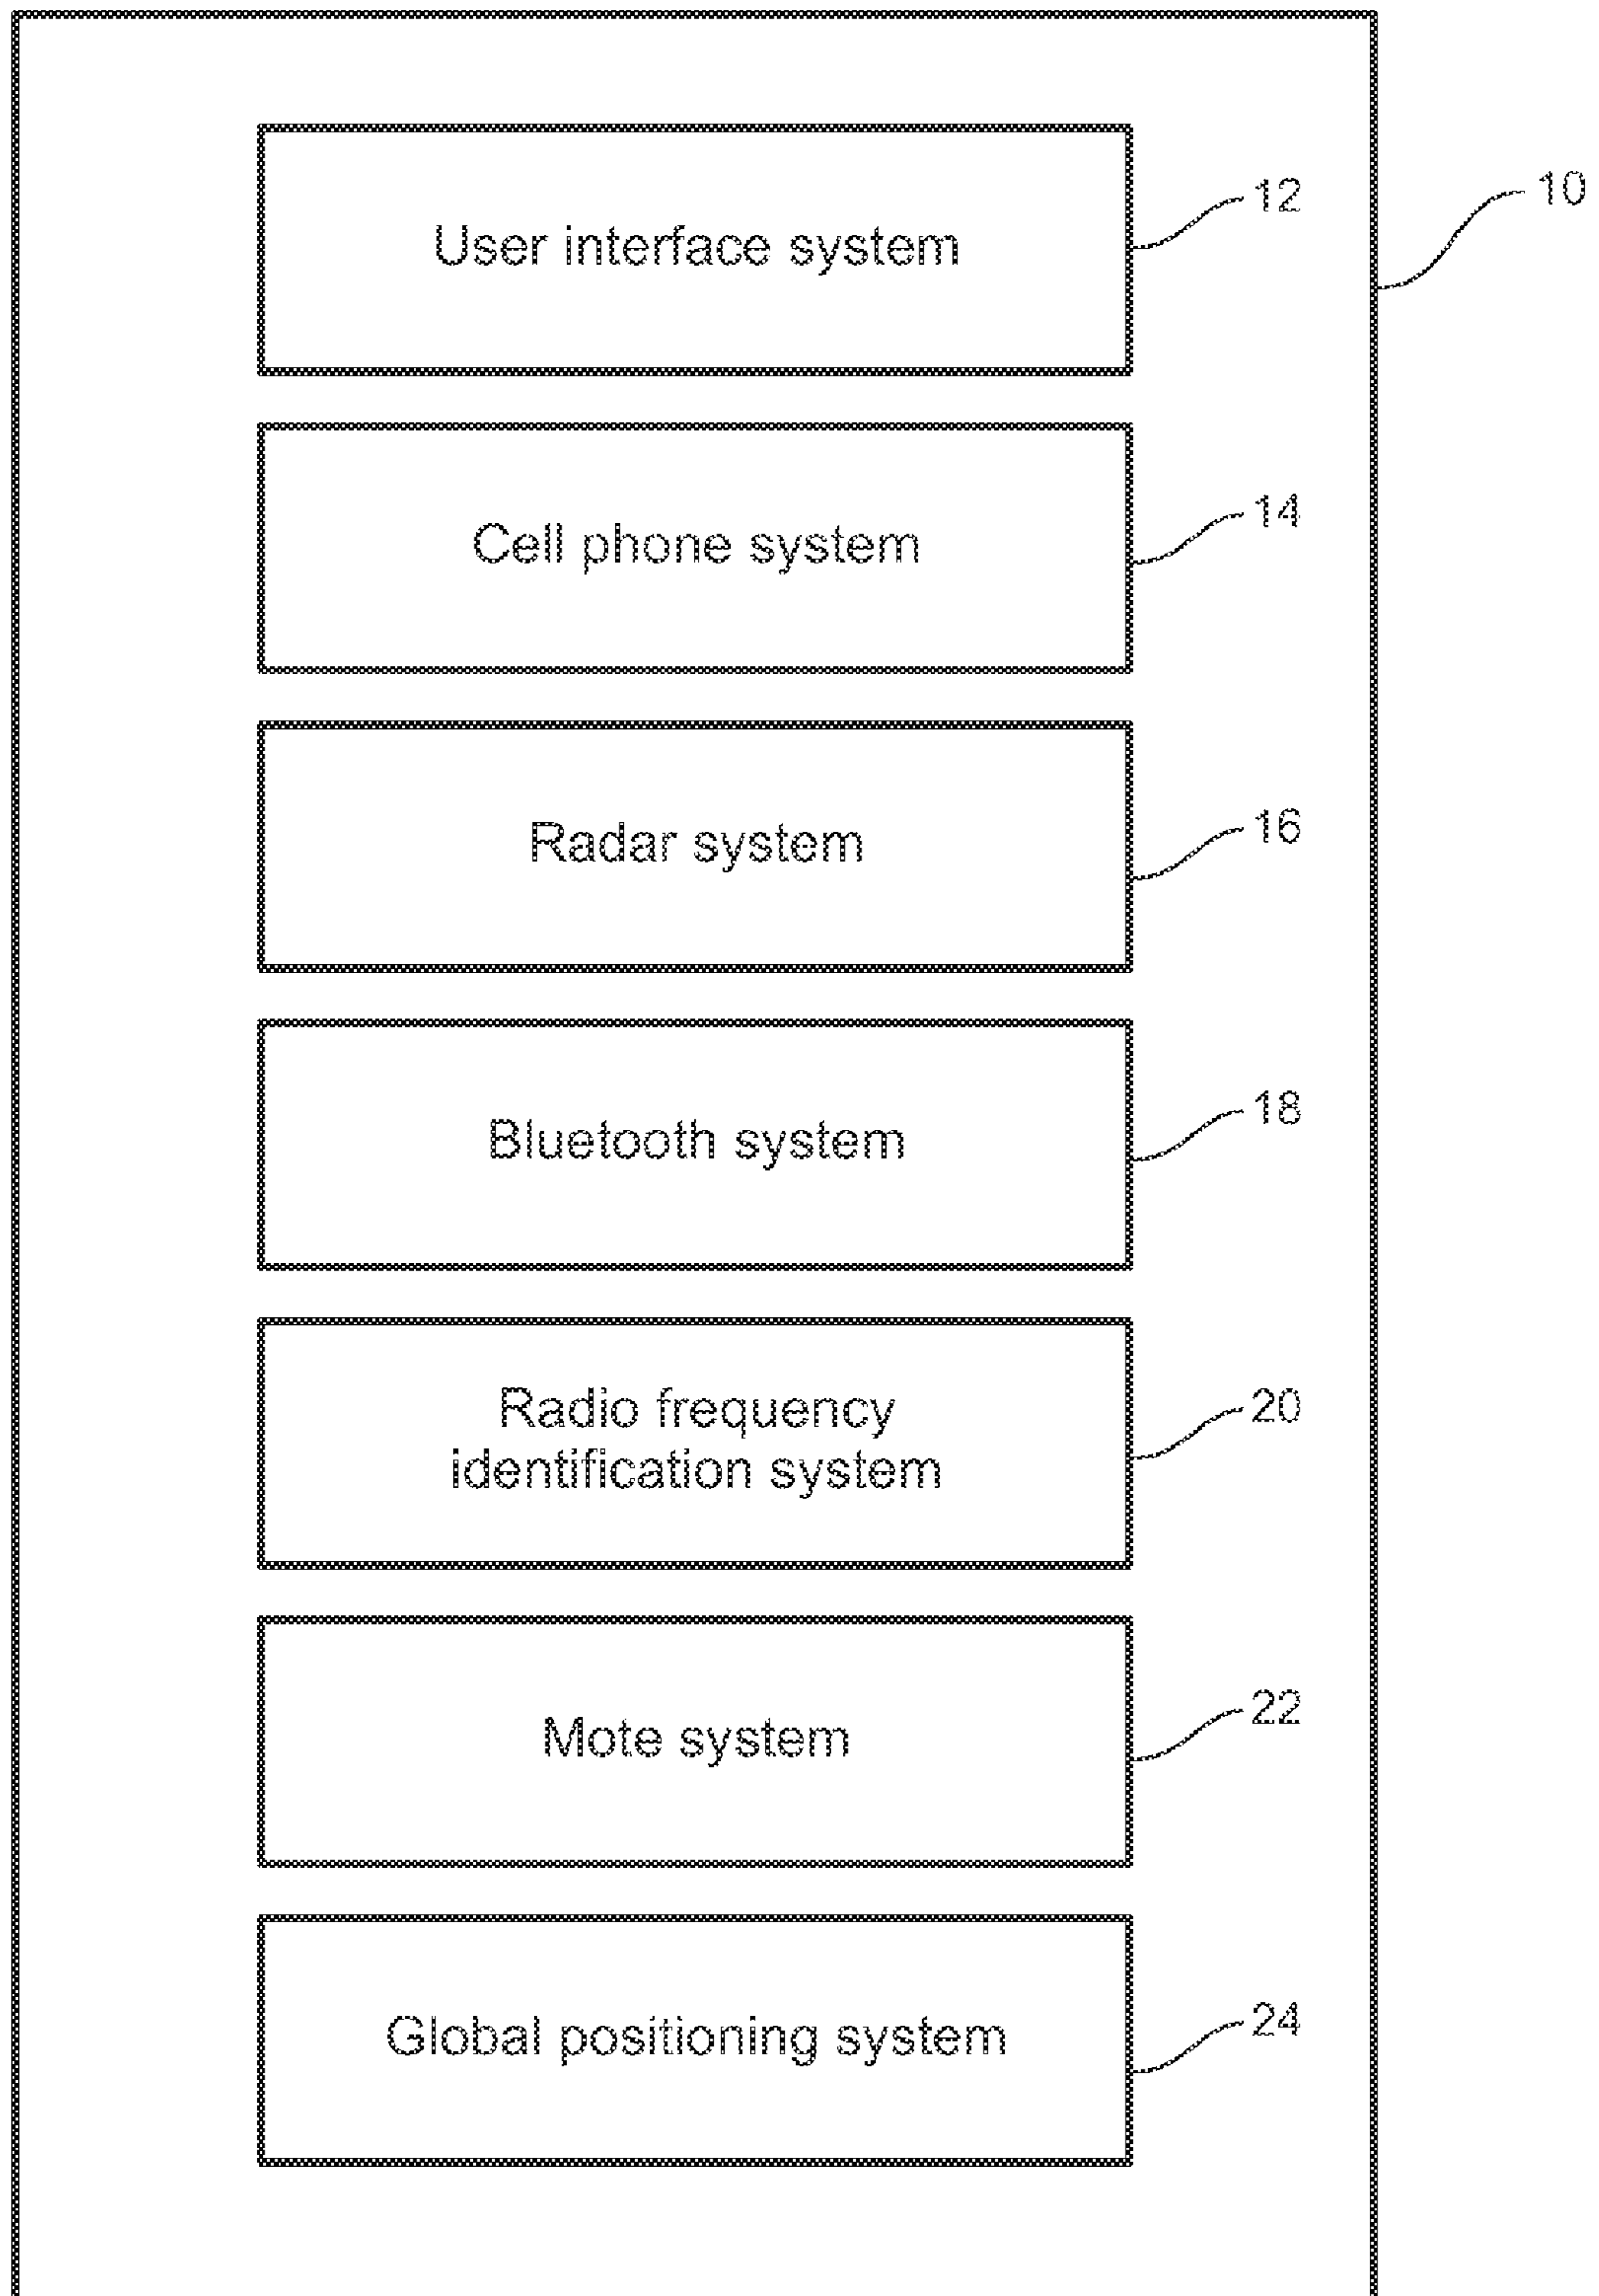 User interface system
12
10
Cell phone system
14
Radar system
16
Bluetooth system
18
Radio frequency
identification system
20
Mote system
22
Global positioning system
24